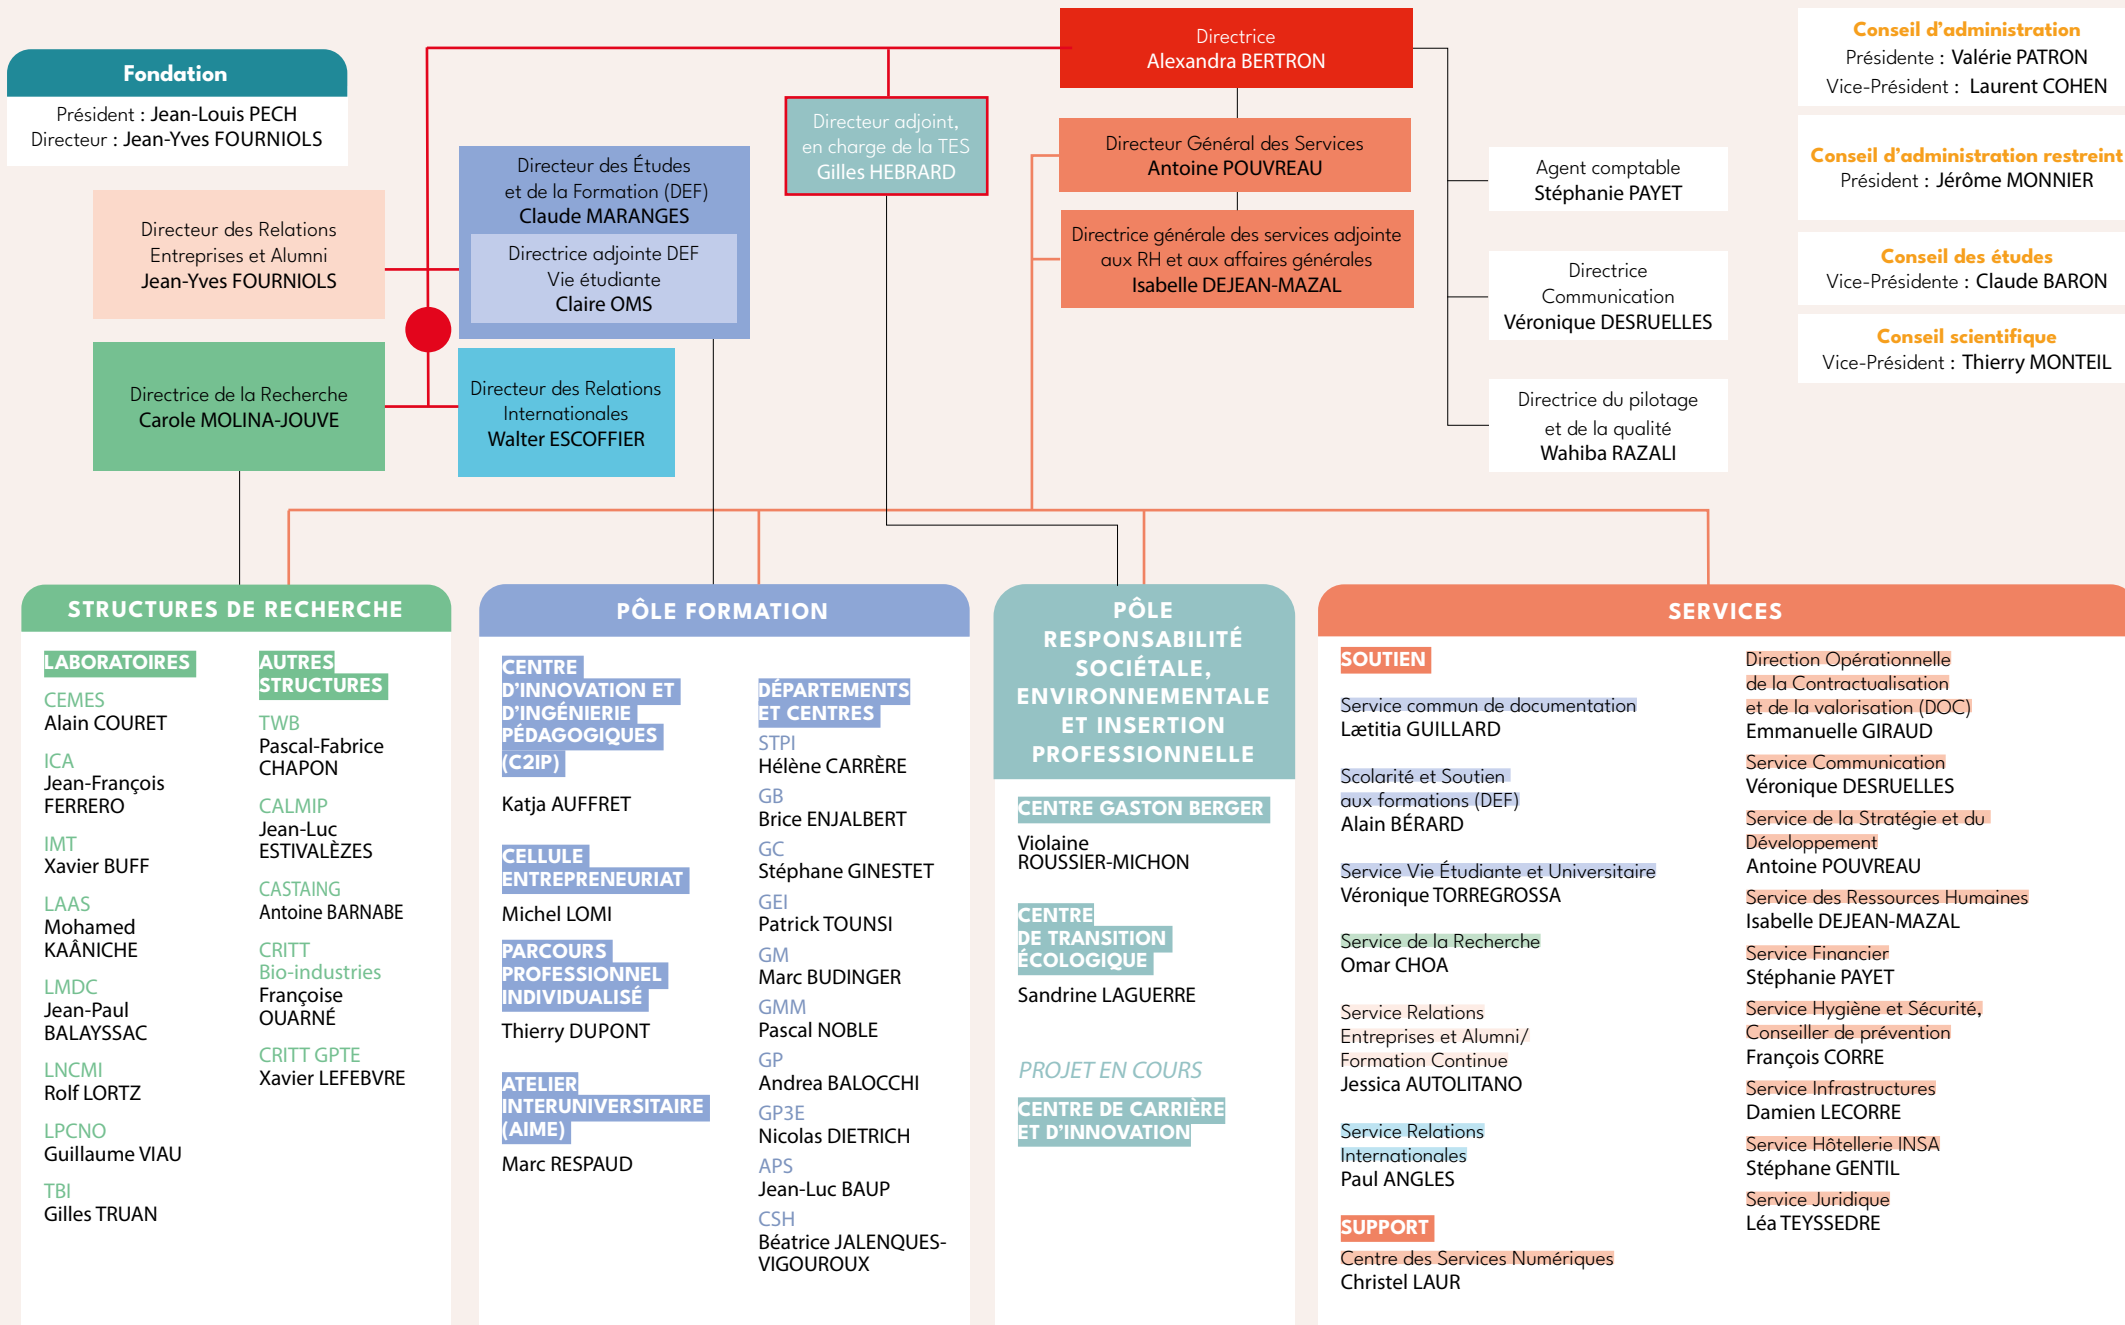 Fondation
Président : Jean-Louis PECH
Directeur : Jean-Yves FOURNIOLS
Directrice
Alexandra BERTRON
Conseil d'administration
Présidente : Valérie PATRON
Vice-Président : Laurent COHEN
Conseil d'administration restreint
Président : Jérôme MONNIER
Conseil des études
Vice-Présidente : Claude BARON
Conseil scientifique
Vice-Président : Thierry MONTEIL
Directeur adjoint,
en charge de la TES
Gilles HEBRARD
Directeur Général des Services
Antoine POUVREAU
Directrice générale des services adjointe
aux RH et aux affaires générales
Isabelle DEJEAN-MAZAL
Agent comptable
Stéphanie PAYET
Directrice
Communication
Véronique DESRUELLES
Directrice du pilotage
et de la qualité
Wahiba RAZALI
Directeur des Études
et de la Formation (DEF)
Claude MARANGES
Directrice adjointe DEF
Vie étudiante
Claire OMS
Directeur des Relations
Entreprises et Alumni
Jean-Yves FOURNIOLS
Directrice de la Recherche
Carole MOLINA-JOUVE
Directeur des Relations
Internationales
Walter ESCOFFIER
STRUCTURES DE RECHERCHE
LABORATOIRES
CEMES
Alain COURET
ICA
Jean-François
FERRERO
IMT
Xavier BUFF
LAAS
Mohamed
KAÂNICHE
LMDC
Jean-Paul
BALAYSSAC
LNCMI
Rolf LORTZ
LPCNO
Guillaume VIAU
TBI
Gilles TRUAN
AUTRES
STRUCTURES
TWB
Pascal-Fabrice
CHAPON
CALMIP
Jean-Luc
ESTIVALÈZES
CASTAING
Antoine BARNABE
CRITT
Bio-industries
Françoise
OUARNÉ
CRITT GPTE
Xavier LEFEBVRE
PÔLE FORMATION
CENTRE
D'INNOVATION ET
D'INGÉNIERIE
PÉDAGOGIQUES
(C2IP)
Katja AUFFRET
CELLULE
ENTREPRENEURIAT
Michel LOMI
PARCOURS
PROFESSIONNEL
INDIVIDUALISÉ
Thierry DUPONT
ATELIER
INTERUNIVERSITAIRE
(AIME)
Marc RESPAUD
DÉPARTEMENTS
ET CENTRES
STPI
Hélène CARRÈRE
GB
Brice ENJALBERT
GC
Stéphane GINESTET
GEI
Patrick TOUNSI
GM
Marc BUDINGER
GMM
Pascal NOBLE
GP
Andrea BALOCCHI
GP3E
Nicolas DIETRICH
APS
Jean-Luc BAUP
CSH
Béatrice JALENQUES-
VIGOUROUX
PÔLE
RESPONSABILITÉ
SOCIÉTALE,
ENVIRONNEMENTALE
ET INSERTION
PROFESSIONNELLE
CENTRE GASTON BERGER
Violaine
ROUSSIER-MICHON
CENTRE
DE TRANSITION
ÉCOLOGIQUE
Sandrine LAGUERRE
PROJET EN COURS
CENTRE DE CARRIÈRE
ET D'INNOVATION
SERVICES
SOUTIEN
Service commun de documentation
Lætitia GUILLARD
Scolarité et Soutien
aux formations (DEF)
Alain BÉRARD
Service Vie Étudiante et Universitaire
Véronique TORREGROSSA
Service de la Recherche
Omar CHOA
Service Relations
Entreprises et Alumni/
Formation Continue
Jessica AUTOLITANO
Service Relations
Internationales
Paul ANGLES
SUPPORT
Centre des Services Numériques
Christel LAUR
Direction Opérationnelle
de la Contractualisation
et de la valorisation (DOC)
Emmanuelle GIRAUD
Service Communication
Véronique DESRUELLES
Service de la Stratégie et du
Développement
Antoine POUVREAU
Service des Ressources Humaines
Isabelle DEJEAN-MAZAL
Service Financier
Stéphanie PAYET
Service Hygiène et Sécurité,
Conseiller de prévention
François CORRE
Service Infrastructures
Damien LECORRE
Service Hôtellerie INSA
Stéphane GENTIL
Service Juridique
Léa TEYSSEDRE